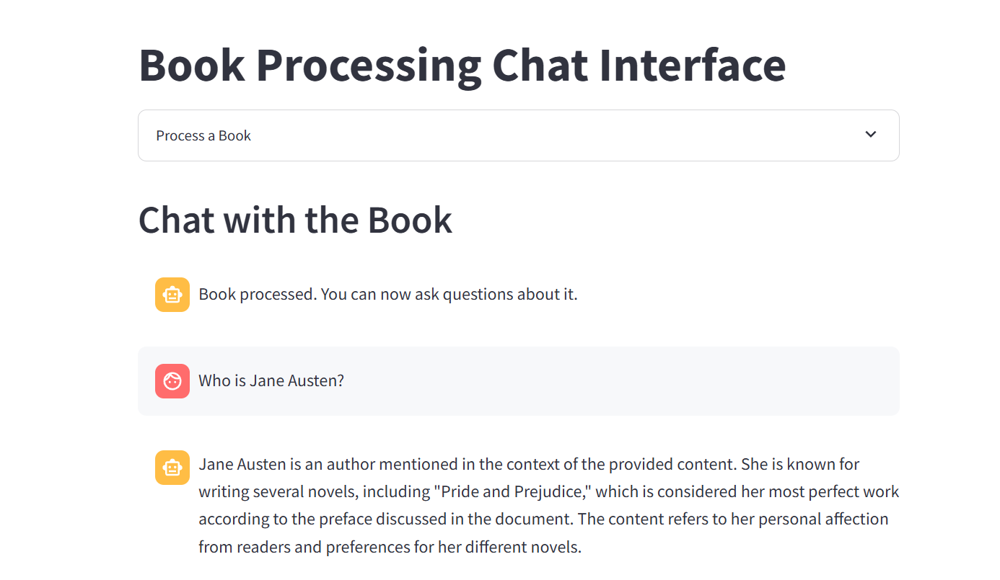 Book Processing Chat Interface
Process a Book
Chat with the Book
Book processed. You can now ask questions about it.
Who is Jane Austen?
Jane Austen is an author mentioned in the context of the provided content. She is known for
writing several novels, including "Pride and Prejudice," which is considered her most perfect work
according to the preface discussed in the document. The content refers to her personal affection
from readers and preferences for her different novels.